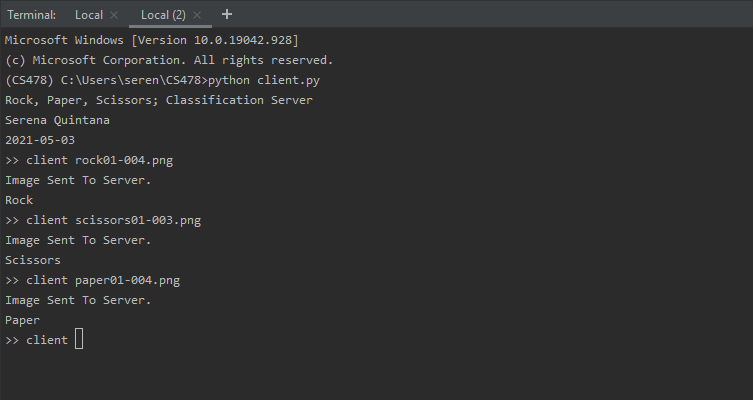 Terminal: Local × Local (2) × +
Microsoft Windows [Version 10.0.19042.928]
(c) Microsoft Corporation. All rights reserved.
(CS478) C:\Users\seren\CS478>python client.py
Rock, Paper, Scissors; Classification Server
Serena Quintana
2021-05-03
>> client rock01-004.png
Image Sent To Server.
Rock
>> client scissors01-003.png
Image Sent To Server.
Scissors
>> client paper01-004.png
Image Sent To Server.
Paper
>> client